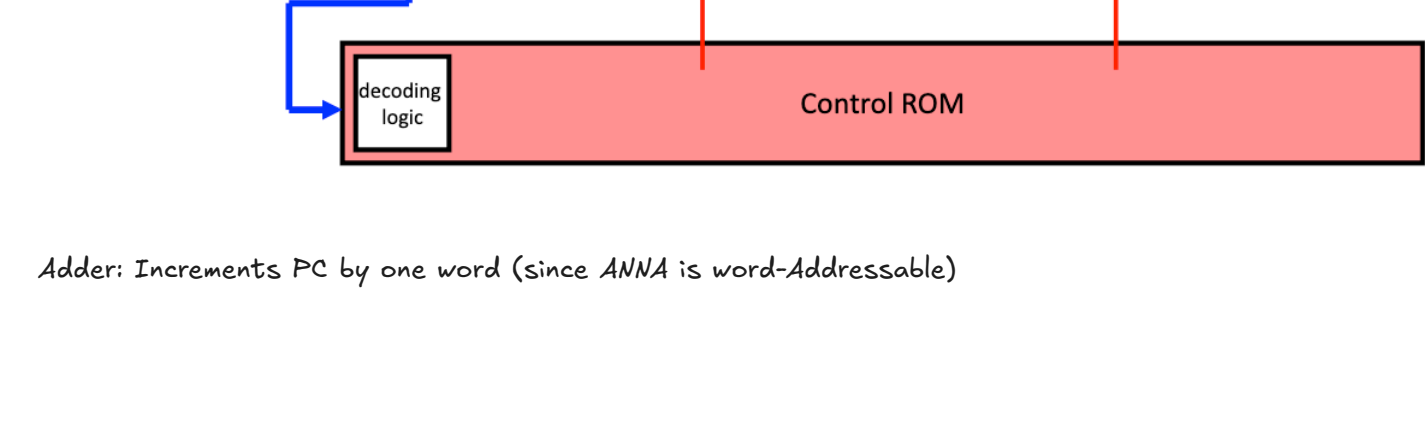 decoding
logic
Control ROM
Adder: Increments PC by one word (since ANNA is word-Addressable)